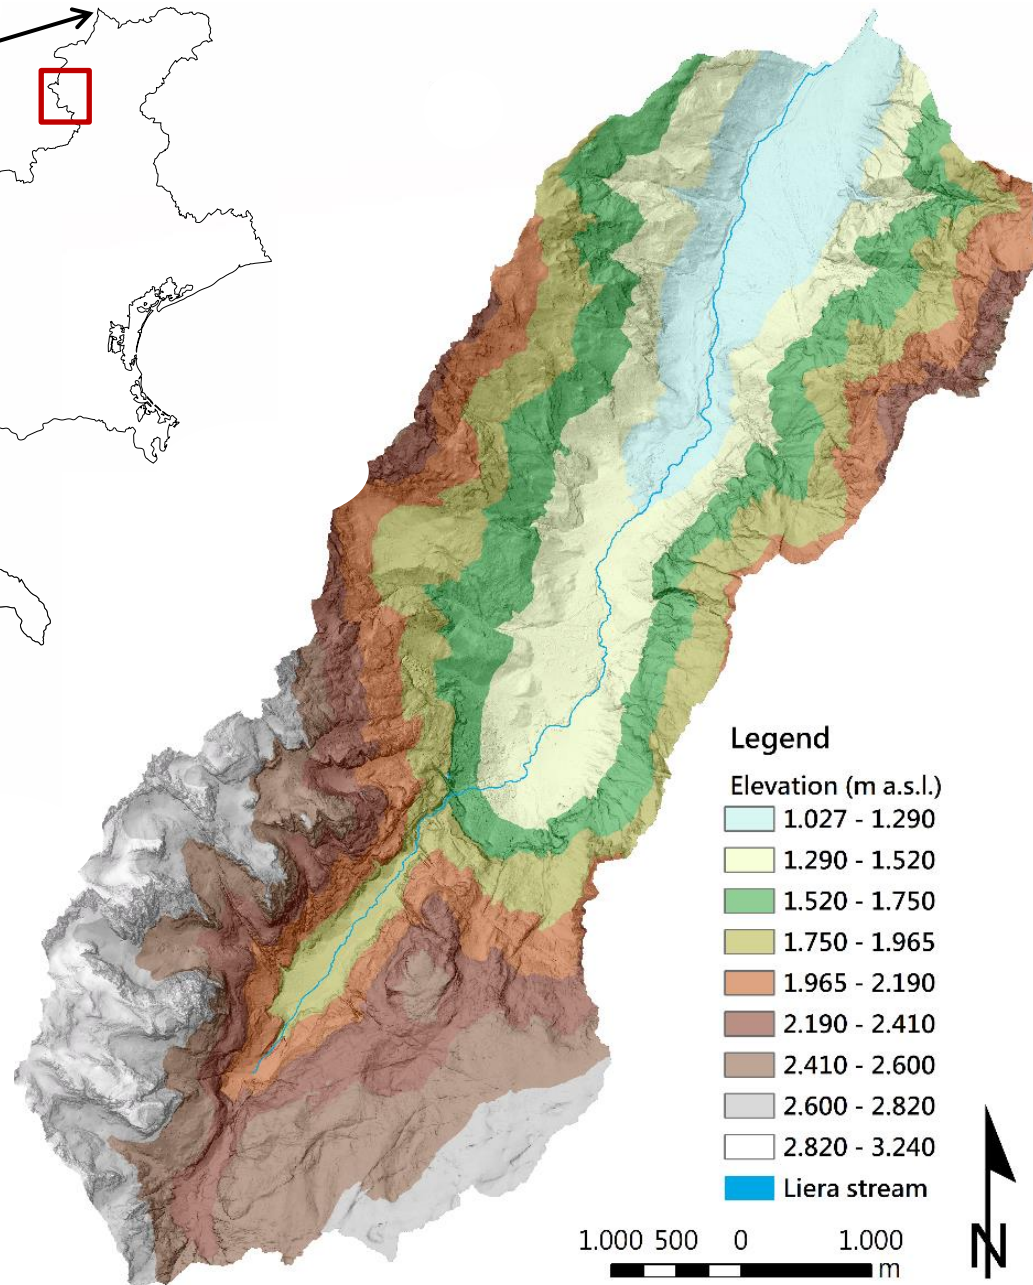 Legend
Elevation (m a.s.l.)
1.027 - 1.290
1.290 - 1.520
1.520 - 1.750
1.750 - 1.965
1.965 - 2.190
2.190 - 2.410
2.410 - 2.600
2.600 - 2.820
2.820 - 3.240
Liera stream
1.000 500 0 1.000
m
N